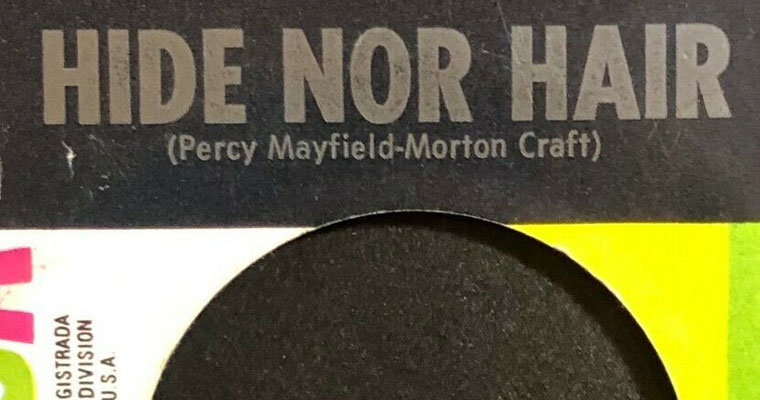 HIDE NOR HAIR
(Percy Mayfield-Morton Craft)
GISTRADA
DIVISION
U.S.A.